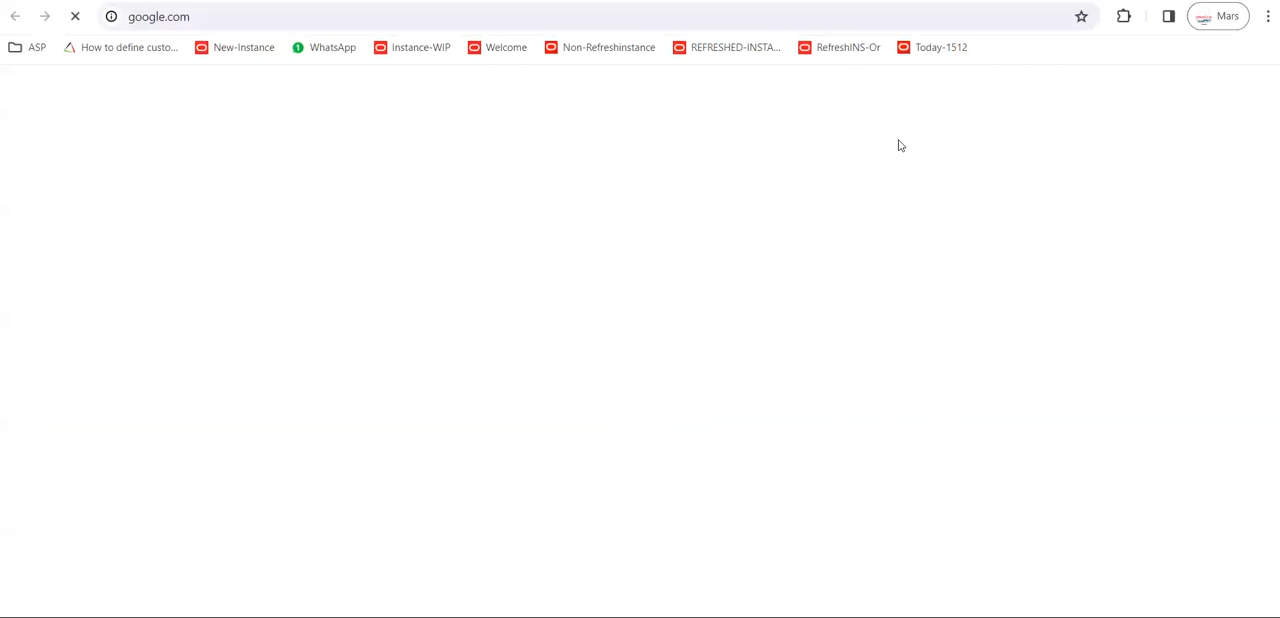 google.com
Mars
ASP How to define custo... New-Instance WhatsApp Instance-WIP Welcome Non-Refreshinstance REFRESHED-INSTA... RefreshINS-Or Today-1512